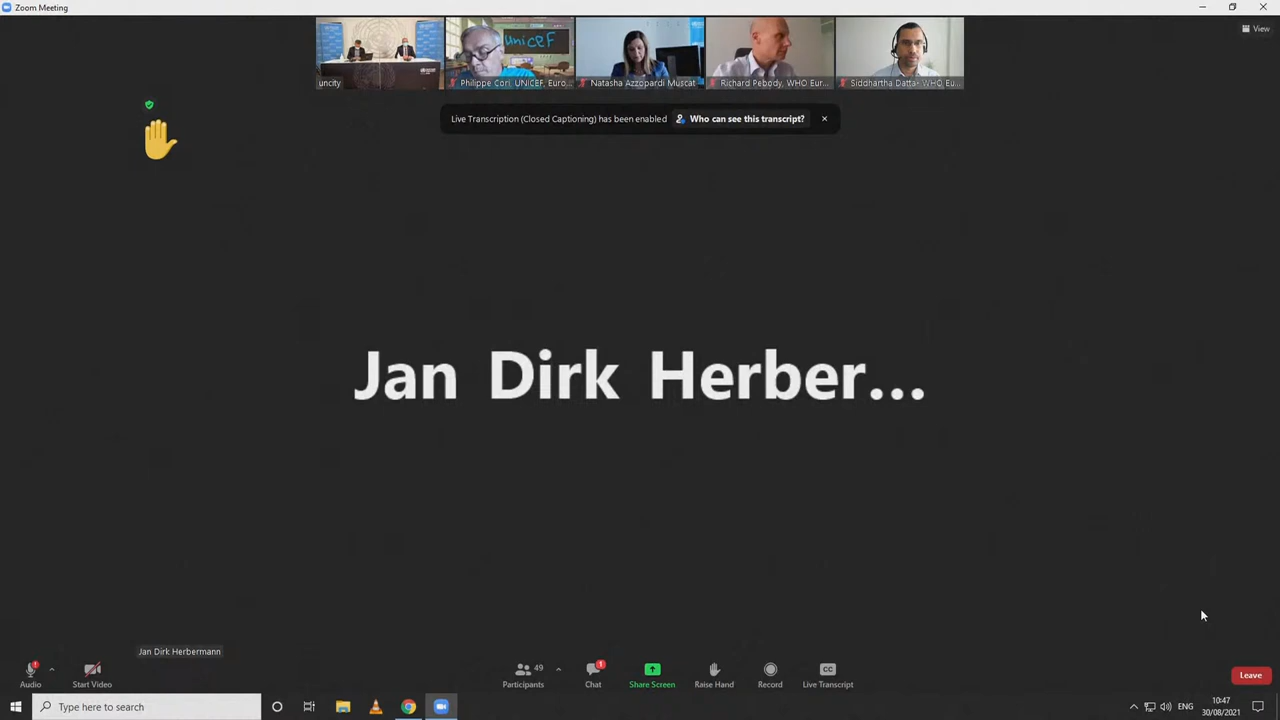 Zoom Meeting
View
unicef
uncity
Philippe Cori, UNICEF, Euro...
Natasha Azzopardi Muscat
Richard Pebody, WHO Eur...
Siddhartha Datta- WHO Eu...
Live Transcription (Closed Captioning) has been enabled
Who can see this transcript?
Jan Dirk Herber...
Jan Dirk Herbermann
Audio
Start Video
49
Participants
1
Chat
Share Screen
Raise Hand
Record
CC
Live Transcript
Leave
Type here to search
ENG
10:47
30/08/2021